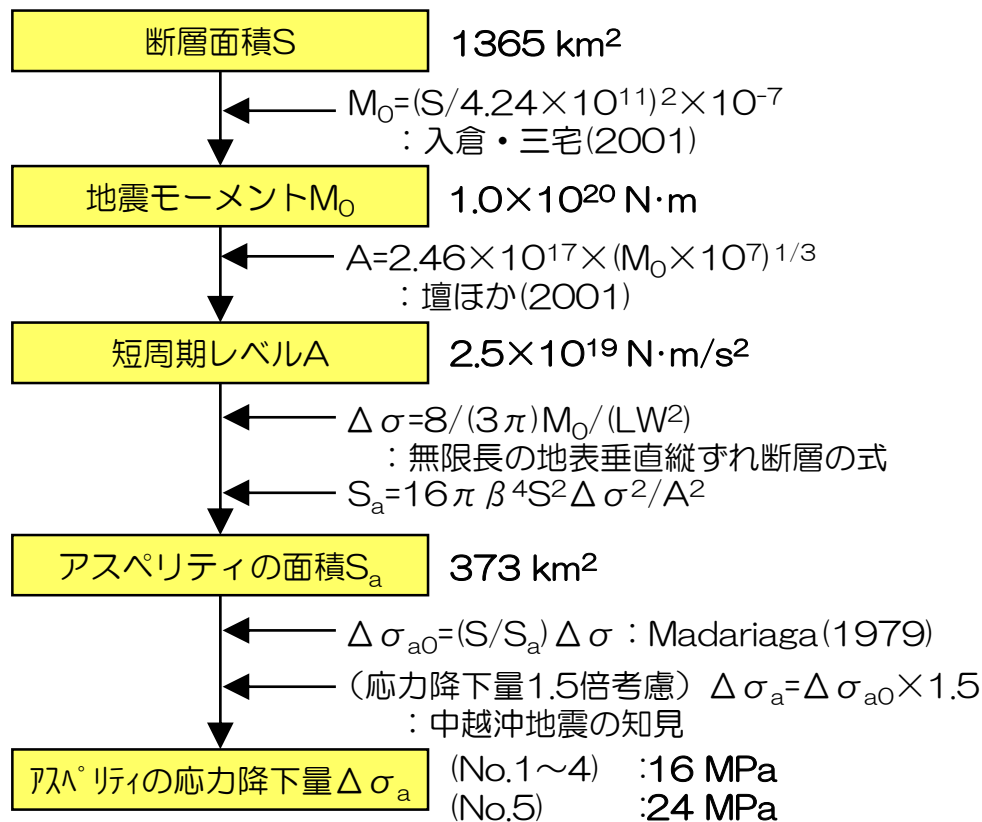 断層面積S 1365 km²
M₀=(S/4.24×10¹¹)²×10⁻⁷
：入倉・三宅(2001)
地震モーメントM₀ 1.0×10²⁰ N·m
A=2.46×10¹⁷×(M₀×10⁷)¹ᐟ³
：壇ほか(2001)
短周期レベルA 2.5×10¹⁹ N·m/s²
Δσ=8/(3π)M₀/(LW²)
：無限長の地表垂直縦ずれ断層の式
Sₐ=16πβ⁴S²Δσ²/A²
アスペリティの面積Sₐ 373 km²
Δσₐ₀=(S/Sₐ)Δσ：Madariaga(1979)
（応力降下量1.5倍考慮）Δσₐ=Δσₐ₀×1.5
：中越沖地震の知見
ｱｽﾍﾟﾘﾃｨの応力降下量Δσₐ (No.1～4) :16 MPa
(No.5) :24 MPa